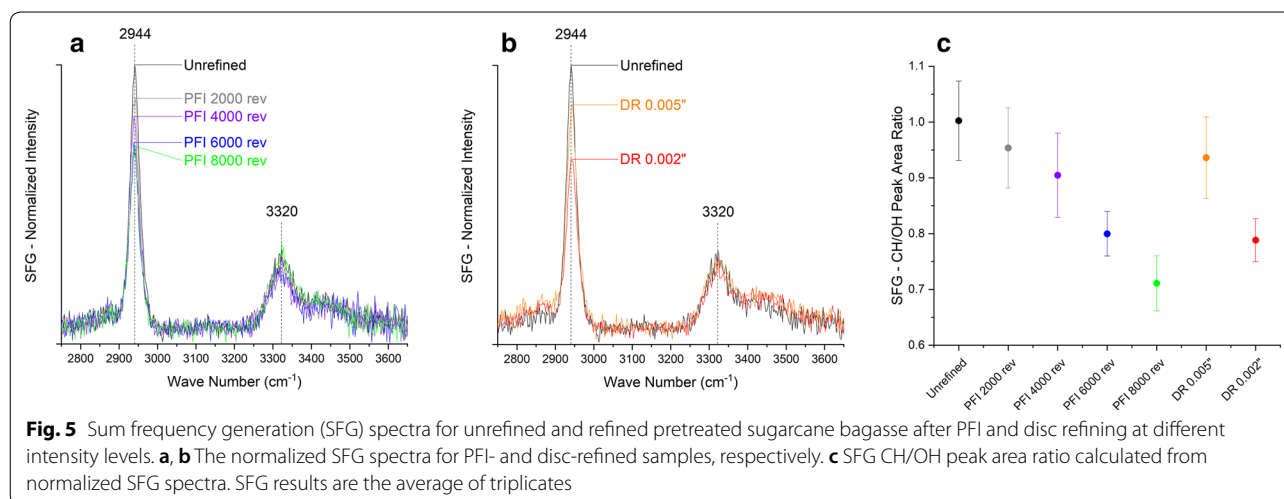 a
2944
Unrefined
PFI 2000 rev
PFI 4000 rev
PFI 6000 rev
PFI 8000 rev
3320
SFG - Normalized Intensity
2800 2900 3000 3100 3200 3300 3400 3500 3600
Wave Number (cm⁻¹)
b
2944
Unrefined
DR 0.005"
DR 0.002"
3320
SFG - Normalized Intensity
2800 2900 3000 3100 3200 3300 3400 3500 3600
Wave Number (cm⁻¹)
c
SFG - CH/OH Peak Area Ratio
1.1
1.0
0.9
0.8
0.7
0.6
Unrefined
PFI 2000 rev
PFI 4000 rev
PFI 6000 rev
PFI 8000 rev
DR 0.005"
DR 0.002"
Fig. 5 Sum frequency generation (SFG) spectra for unrefined and refined pretreated sugarcane bagasse after PFI and disc refining at different
intensity levels. a, b The normalized SFG spectra for PFI- and disc-refined samples, respectively. c SFG CH/OH peak area ratio calculated from
normalized SFG spectra. SFG results are the average of triplicates